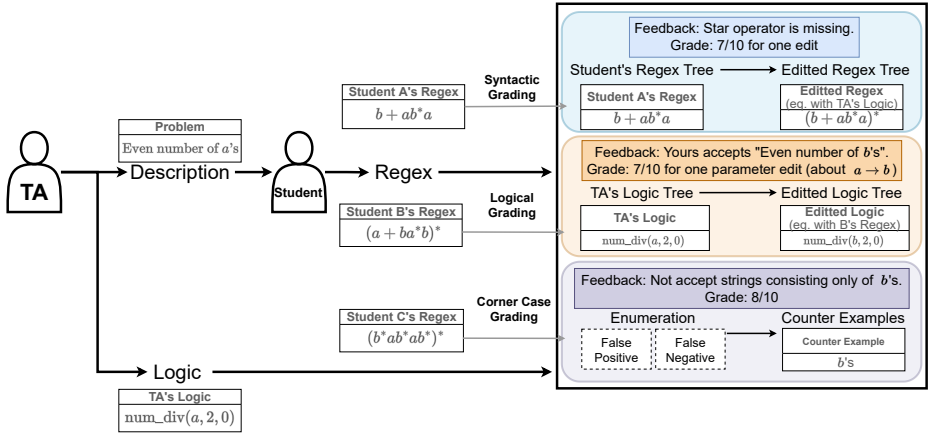 TA
Problem
Even number of a's
Description
Student
Regex
Logic
TA's Logic
num_div(a, 2, 0)
Student A's Regex
b + ab*a
Syntactic
Grading
Student B's Regex
(a + ba*b)*
Logical
Grading
Student C's Regex
(b*ab*ab*)*
Corner Case
Grading
Feedback: Star operator is missing.
Grade: 7/10 for one edit
Student's Regex Tree
Editted Regex Tree
Student A's Regex
b + ab*a
Editted Regex
(eq. with TA's Logic)
(b + ab*a)*
Feedback: Yours accepts "Even number of b's".
Grade: 7/10 for one parameter edit (about a → b )
TA's Logic Tree
Editted Logic Tree
TA's Logic
num_div(a, 2, 0)
Editted Logic
(eq. with B's Regex)
num_div(b, 2, 0)
Feedback: Not accept strings consisting only of b's.
Grade: 8/10
Enumeration
Counter Examples
False
Positive
False
Negative
Counter Example
b's